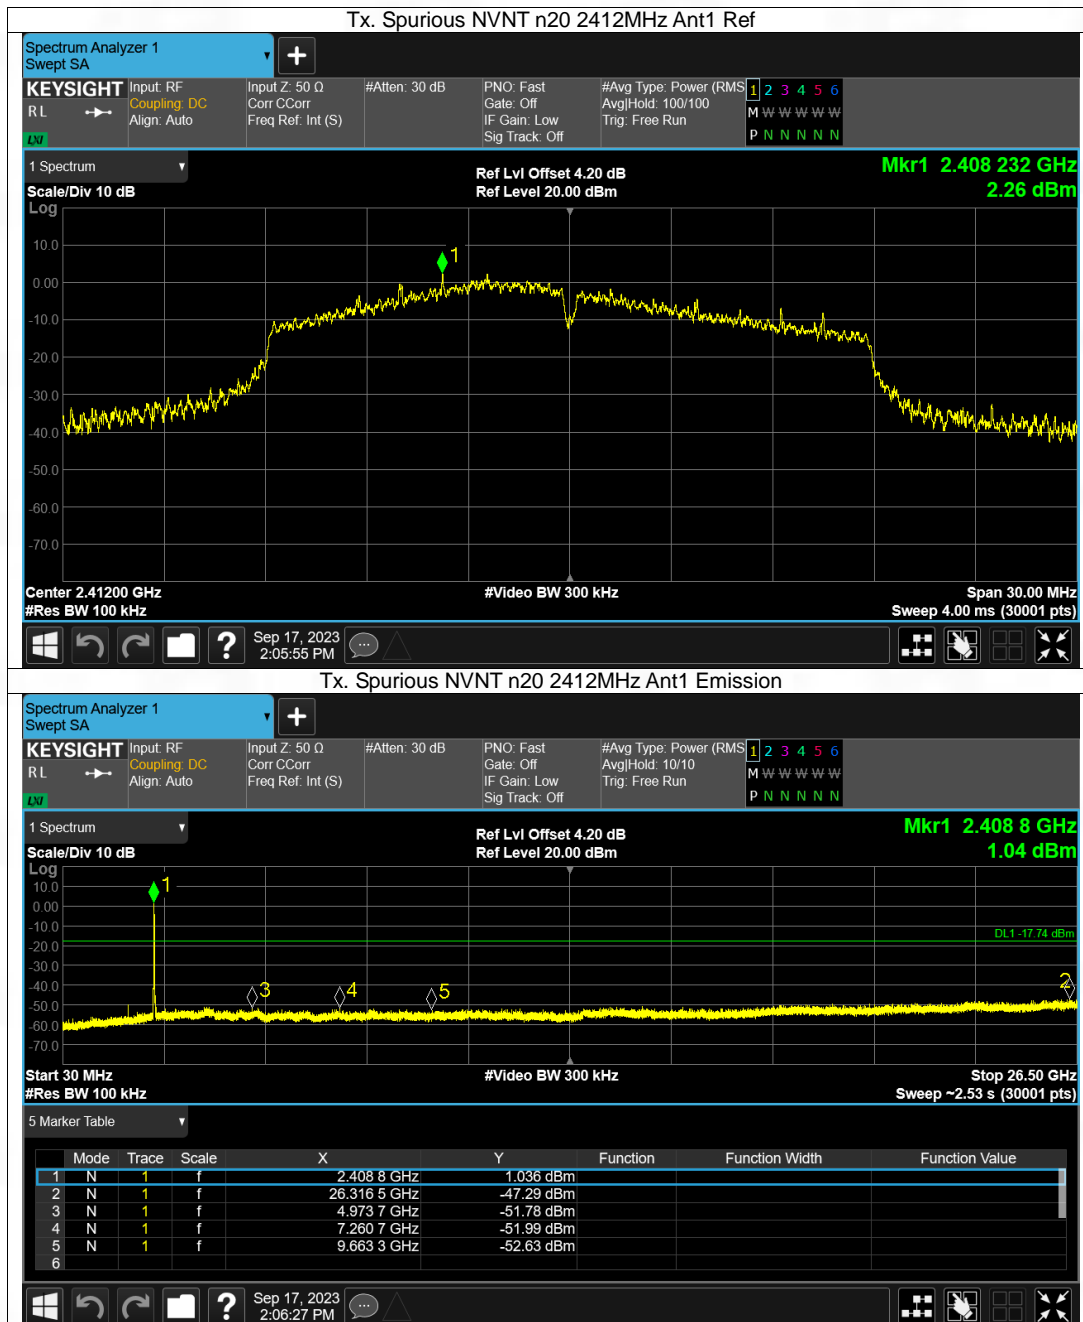 Tx. Spurious NVNT n20 2412MHz Ant1 Ref
Spectrum Analyzer 1
Swept SA
KEYSIGHT
RL
LXI
Input: RF
Coupling: DC
Align: Auto
Input Z: 50 Ω
Corr CCorr
Freq Ref: Int (S)
#Atten: 30 dB
PNO: Fast
Gate: Off
IF Gain: Low
Sig Track: Off
#Avg Type: Power (RMS
Avg|Hold: 100/100
Trig: Free Run
1 2 3 4 5 6
M W W W W W
P N N N N N
1 Spectrum
Scale/Div 10 dB
Ref Lvl Offset 4.20 dB
Ref Level 20.00 dBm
Mkr1 2.408 232 GHz
2.26 dBm
Log
10.0
0.00
-10.0
-20.0
-30.0
-40.0
-50.0
-60.0
-70.0
1
Center 2.41200 GHz
#Res BW 100 kHz
#Video BW 300 kHz
Span 30.00 MHz
Sweep 4.00 ms (30001 pts)
Sep 17, 2023
2:05:55 PM
Tx. Spurious NVNT n20 2412MHz Ant1 Emission
Spectrum Analyzer 1
Swept SA
KEYSIGHT
RL
LXI
Input: RF
Coupling: DC
Align: Auto
Input Z: 50 Ω
Corr CCorr
Freq Ref: Int (S)
#Atten: 30 dB
PNO: Fast
Gate: Off
IF Gain: Low
Sig Track: Off
#Avg Type: Power (RMS
Avg|Hold: 10/10
Trig: Free Run
1 2 3 4 5 6
M W W W W W
P N N N N N
1 Spectrum
Scale/Div 10 dB
Ref Lvl Offset 4.20 dB
Ref Level 20.00 dBm
Mkr1 2.408 8 GHz
1.04 dBm
Log
10.0
0.00
-10.0
-20.0
-30.0
-40.0
-50.0
-60.0
-70.0
1
DL1 -17.74 dBm
3
4
5
2
Start 30 MHz
#Res BW 100 kHz
#Video BW 300 kHz
Stop 26.50 GHz
Sweep ~2.53 s (30001 pts)
5 Marker Table
Mode Trace Scale X Y Function Function Width Function Value
1 N 1 f 2.408 8 GHz 1.036 dBm
2 N 1 f 26.316 5 GHz -47.29 dBm
3 N 1 f 4.973 7 GHz -51.78 dBm
4 N 1 f 7.260 7 GHz -51.99 dBm
5 N 1 f 9.663 3 GHz -52.63 dBm
6
Sep 17, 2023
2:06:27 PM